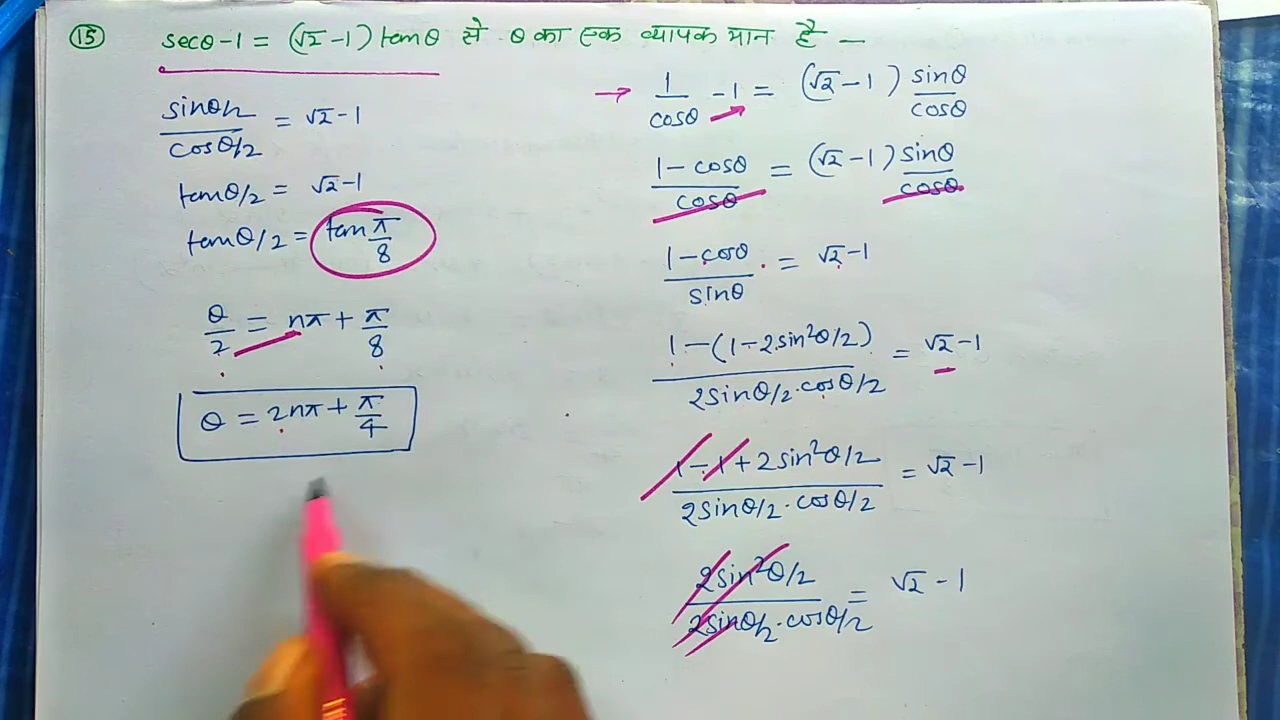 (15) secθ-1 = (√2-1) tanθ से θ का एक व्यापक मान है —
→ 1/cosθ - 1 = (√2-1) sinθ/cosθ
1-cosθ/cosθ = (√2-1) sinθ/cosθ
1-cosθ/sinθ = √2-1
1-(1-2sin²θ/2)/2sinθ/2·cosθ/2 = √2-1
1-1+2sin²θ/2/2sinθ/2·cosθ/2 = √2-1
2sin²θ/2/2sinθ/2·cosθ/2 = √2-1
sinθ/2/cosθ/2 = √2-1
tanθ/2 = √2-1
tanθ/2 = tan π/8
θ/2 = nπ + π/8
θ = 2nπ + π/4